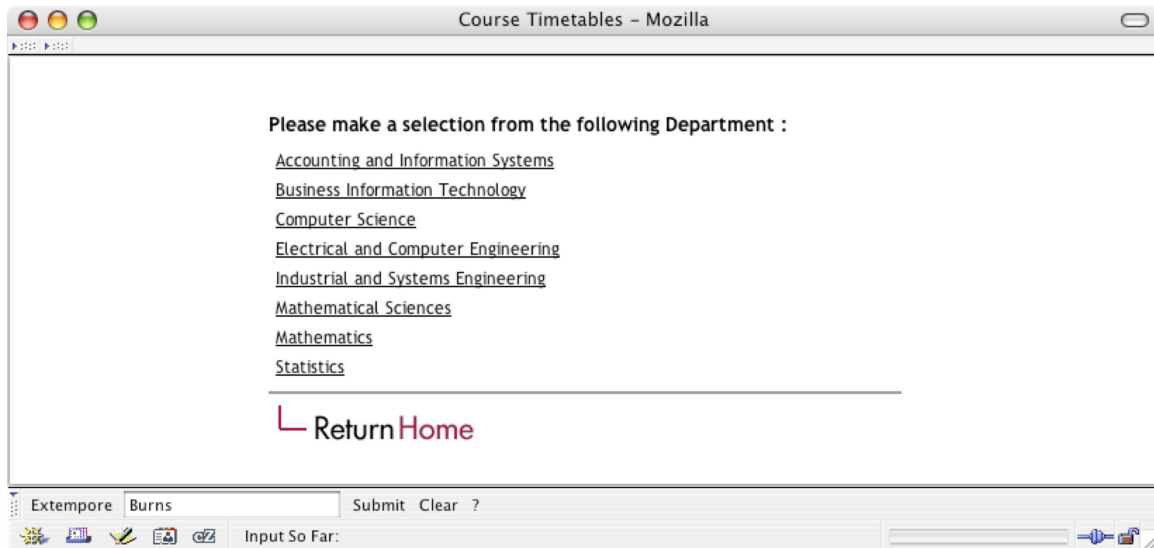 Course Timetables – Mozilla
Please make a selection from the following Department :
Accounting and Information Systems
Business Information Technology
Computer Science
Electrical and Computer Engineering
Industrial and Systems Engineering
Mathematical Sciences
Mathematics
Statistics
Return Home
Extempore Burns Submit Clear ?
Input So Far: